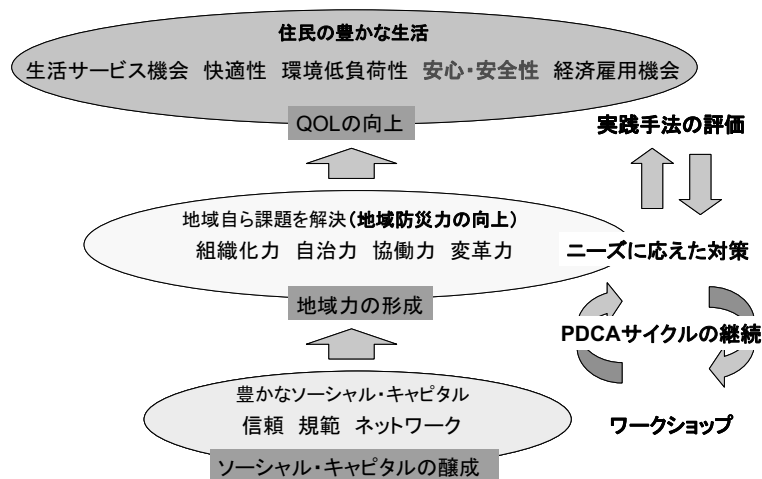 住民の豊かな生活
生活サービス機会 快適性 環境低負荷性 安心・安全性 経済雇用機会
QOLの向上
実践手法の評価
地域自ら課題を解決(地域防災力の向上)
組織化力 自治力 協働力 変革力
ニーズに応えた対策
地域力の形成
PDCAサイクルの継続
豊かなソーシャル・キャピタル
信頼 規範 ネットワーク
ワークショップ
ソーシャル・キャピタルの醸成